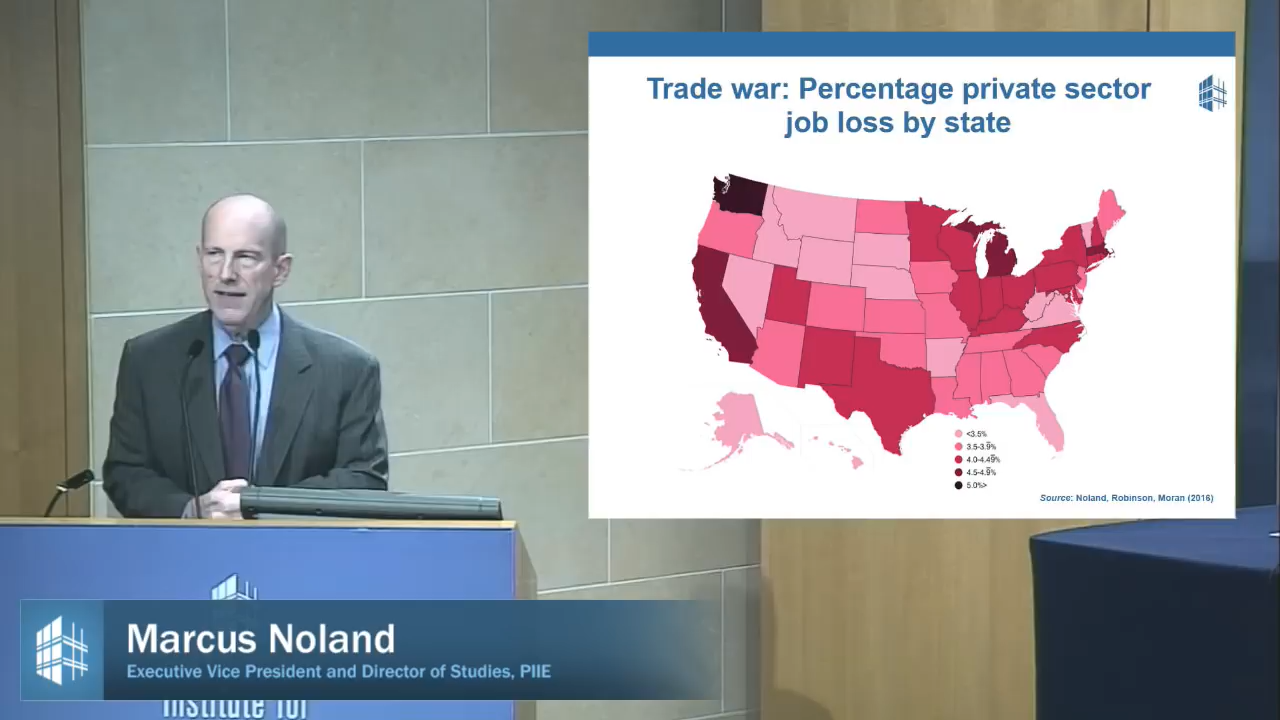 Trade war: Percentage private sector
job loss by state
<3.5%
3.5-3.9%
4.0-4.49%
4.5-4.9%
5.0%>
Source: Noland, Robinson, Moran (2016)
Marcus Noland
Executive Vice President and Director of Studies, PIIE
Institute for